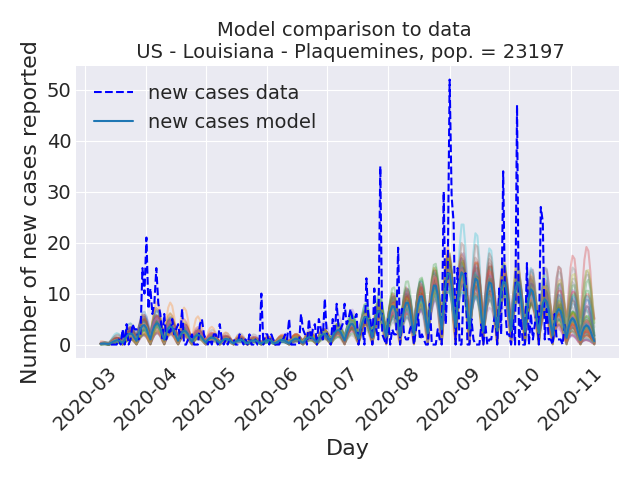 Model comparison to data
US - Louisiana - Plaquemines, pop. = 23197
Number of new cases reported
50
40
30
20
10
0
new cases data
new cases model
2020-03
2020-04
2020-05
2020-06
2020-07
2020-08
2020-09
2020-10
2020-11
Day